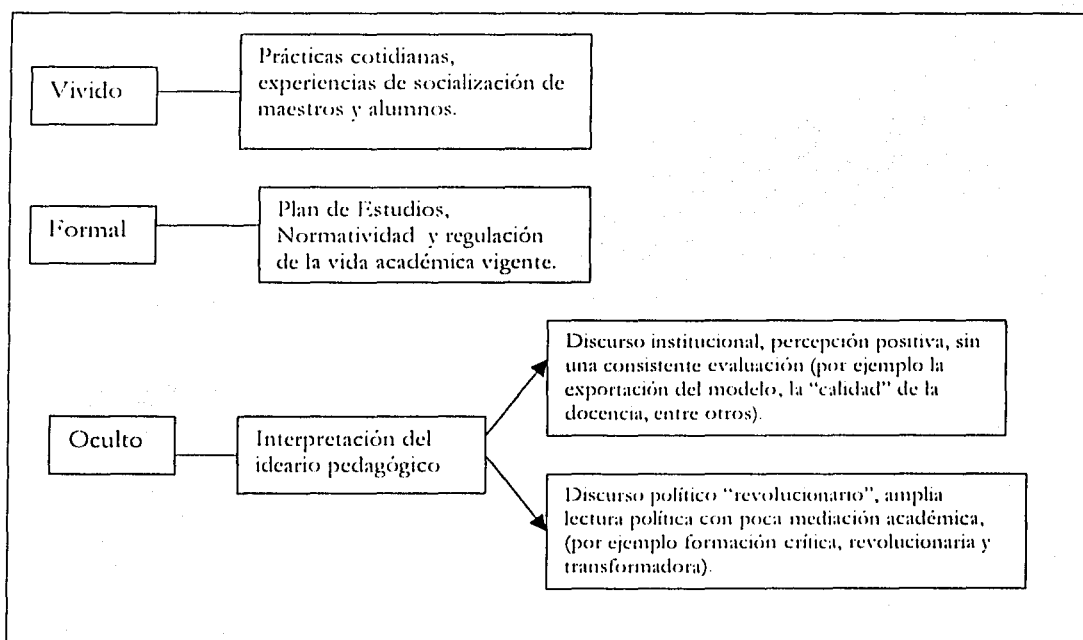 Vivido
Prácticas cotidianas,
experiencias de socialización de
maestros y alumnos.
Formal
Plan de Estudios,
Normatividad y regulación
de la vida académica vigente.
Oculto
Interpretación del
ideario pedagógico
Discurso institucional, percepción positiva, sin
una consistente evaluación (por ejemplo la
exportación del modelo, la “calidad” de la
docencia, entre otros).
Discurso político “revolucionario”, amplia
lectura política con poca mediación académica,
(por ejemplo formación crítica, revolucionaria y
transformadora).